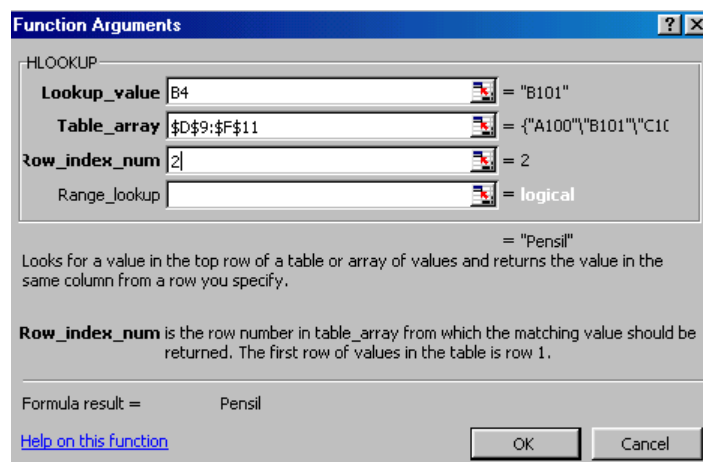 Function Arguments
HLOOKUP
Lookup_value B4 = "B101"
Table_array $D$9:$F$11 = {"A100"\"B101"\"C10
Row_index_num 2 = 2
Range_lookup = logical
= "Pensil"
Looks for a value in the top row of a table or array of values and returns the value in the
same column from a row you specify.
Row_index_num is the row number in table_array from which the matching value should be
returned. The first row of values in the table is row 1.
Formula result = Pensil
Help on this function
OK Cancel